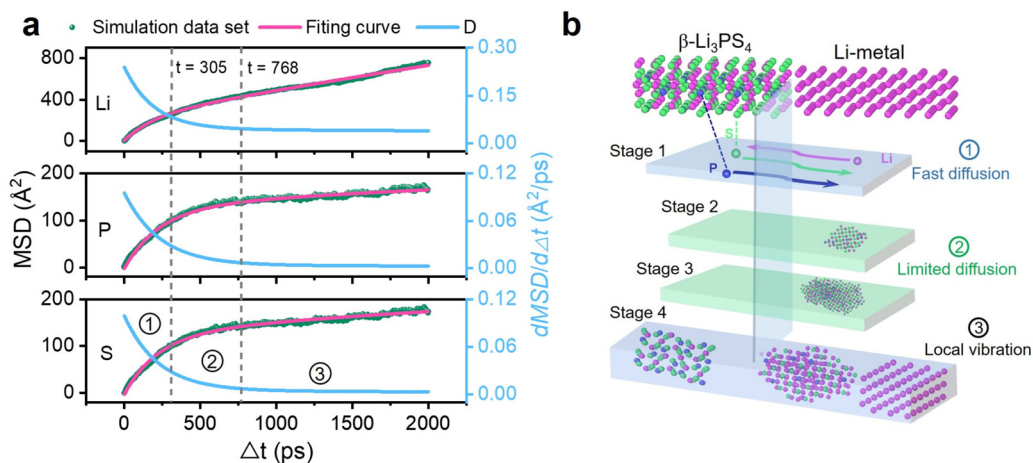 a
Simulation data set
Fiting curve
D
800
400
0
Li
t = 305
t = 768
0.30
0.15
0.00
200
100
0
P
0.12
0.06
0.00
200
100
0
S
①
②
③
0.12
0.06
0.00
0
500
1000
1500
2000
MSD (Å²)
dMSD/dΔt (Å²/ps)
Δt (ps)
b
β-Li₃PS₄
Li-metal
Stage 1
S
P
Li
①
Fast diffusion
Stage 2
②
Limited diffusion
Stage 3
Stage 4
③
Local vibration